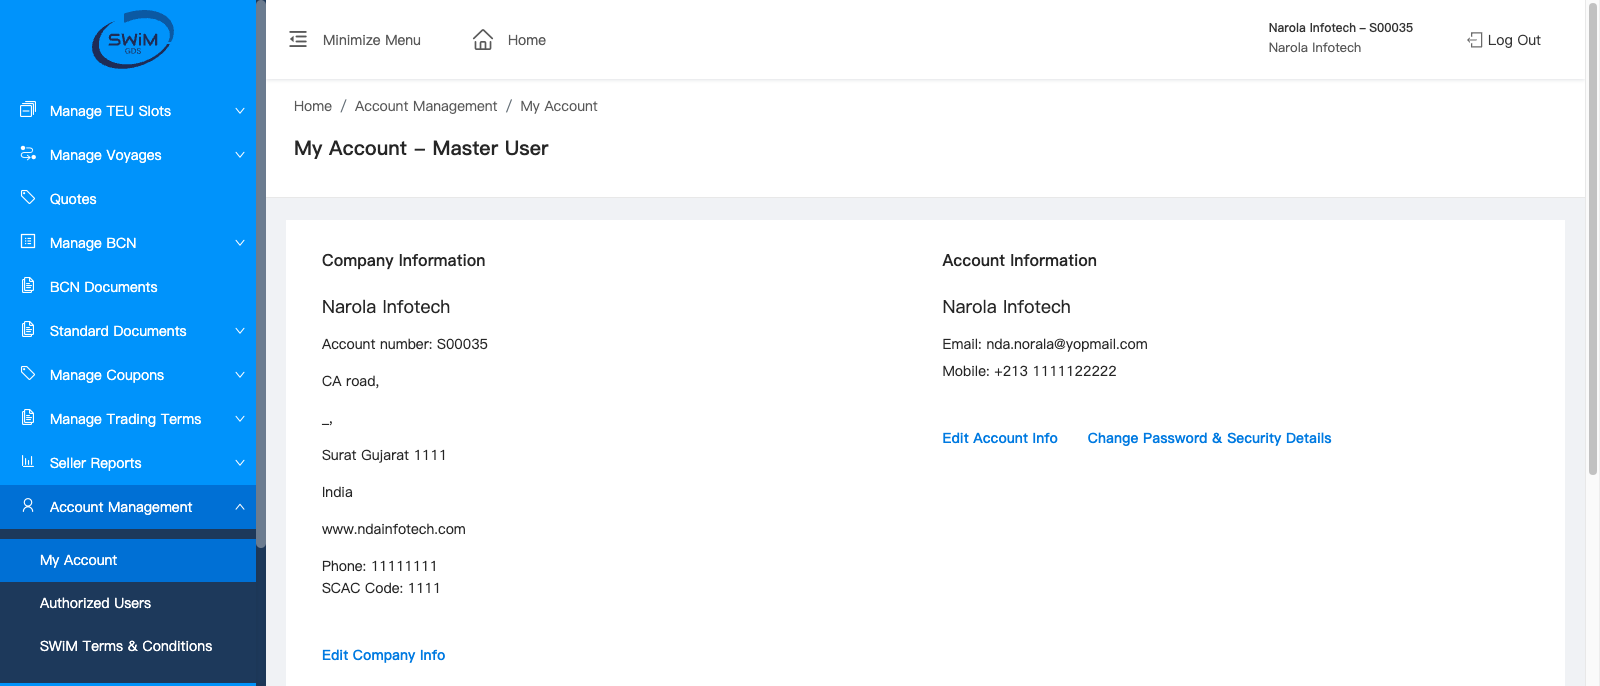 SWiM
GDS
Minimize Menu
Home
Narola Infotech – S00035
Narola Infotech
Log Out
Manage TEU Slots
Manage Voyages
Quotes
Manage BCN
BCN Documents
Standard Documents
Manage Coupons
Manage Trading Terms
Seller Reports
Account Management
My Account
Authorized Users
SWiM Terms & Conditions
Home / Account Management / My Account
My Account – Master User
Company Information
Narola Infotech
Account number: S00035
CA road,
_,
Surat Gujarat 1111
India
www.ndainfotech.com
Phone: 11111111
SCAC Code: 1111
Edit Company Info
Account Information
Narola Infotech
Email: nda.norala@yopmail.com
Mobile: +213 1111122222
Edit Account Info
Change Password & Security Details